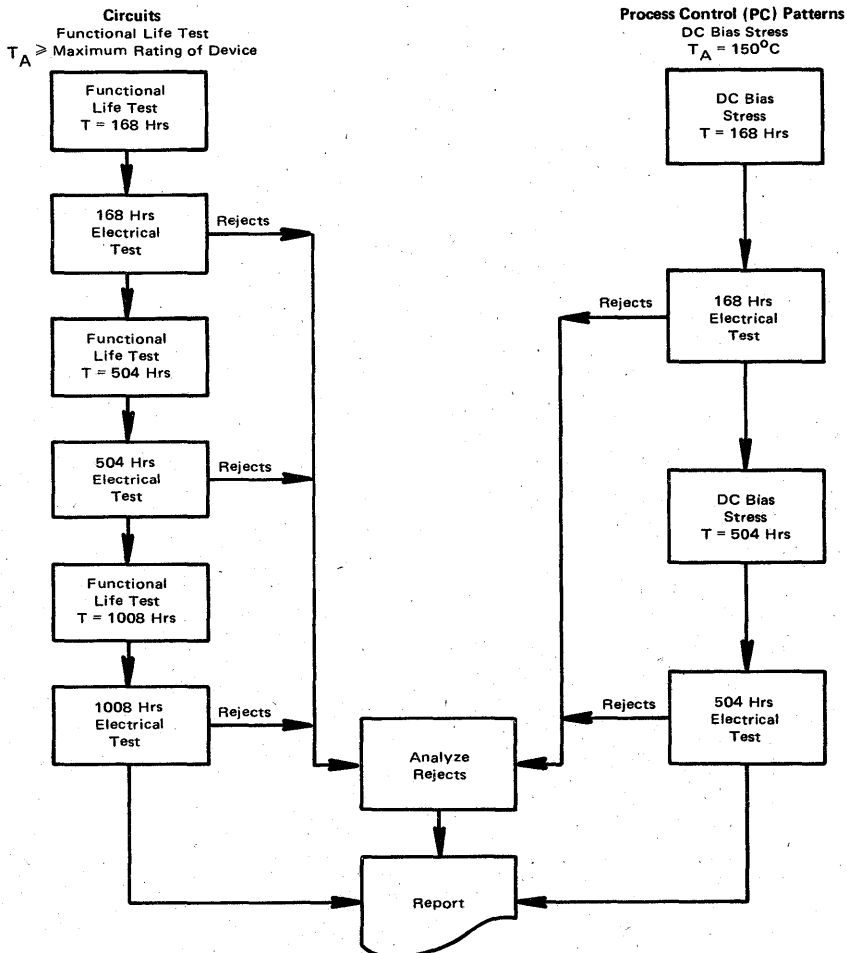 Circuits
Functional Life Test
T_A ⩾ Maximum Rating of Device
Functional
Life Test
T = 168 Hrs
168 Hrs
Electrical
Test
Rejects
Functional
Life Test
T = 504 Hrs
504 Hrs
Electrical
Test
Rejects
Functional
Life Test
T = 1008 Hrs
1008 Hrs
Electrical
Test
Rejects
Process Control (PC) Patterns
DC Bias Stress
T_A = 150°C
DC Bias
Stress
T = 168 Hrs
Rejects
168 Hrs
Electrical
Test
DC Bias
Stress
T = 504 Hrs
Rejects
504 Hrs
Electrical
Test
Analyze
Rejects
Report